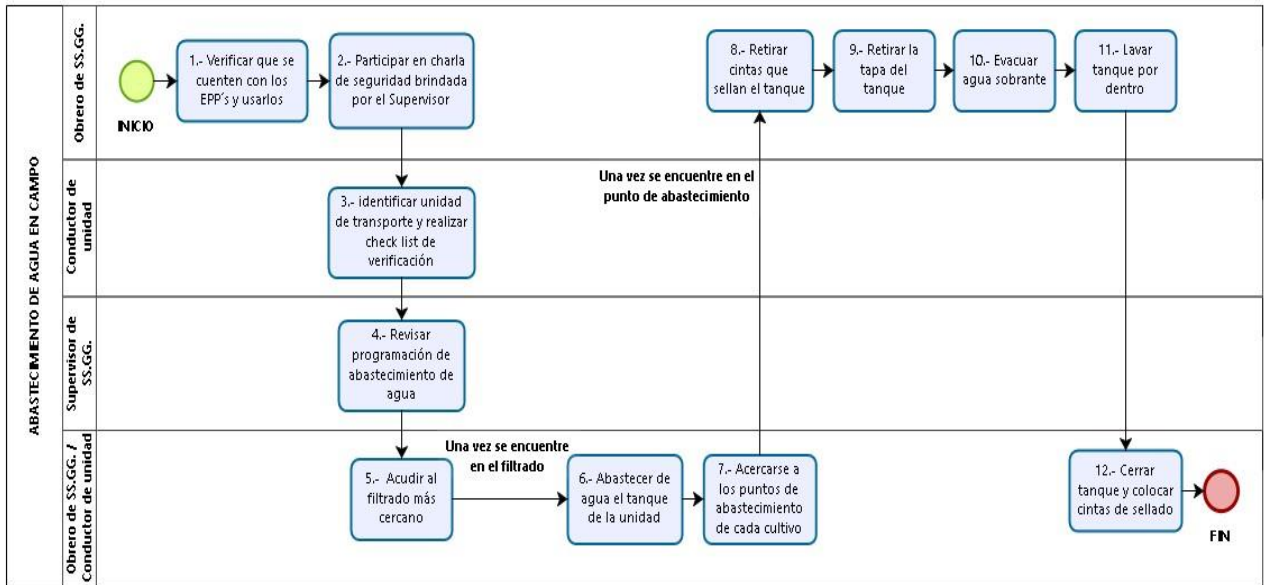 ABASTECIMIENTO DE AGUA EN CAMPO
Obrero de SS.GG.
INICIO
1.- Verificar que se
cuenten con los
EPP´s y usarlos
2.- Participar en charla
de seguridad brindada
por el Supervisor
8.- Retirar
cintas que
sellan el tanque
9.- Retirar la
tapa del
tanque
10.- Evacuar
agua sobrante
11.- Lavar
tanque por
dentro
Conductor de
unidad
3.- identificar unidad
de transporte y realizar
check list de
verificación
Una vez se encuentre en el
punto de abastecimiento
Supervisor de
SS.GG.
4.- Revisar
programación de
abastecimiento de
agua
Obrero de SS.GG. /
Conductor de unidad
5.- Acudir al
filtrado más
cercano
Una vez se encuentre
en el filtrado
6.- Abastecer de
agua el tanque
de la unidad
7.- Acercarse a
los puntos de
abastecimiento
de cada cultivo
12.- Cerrar
tanque y colocar
cintas de sellado
FIN